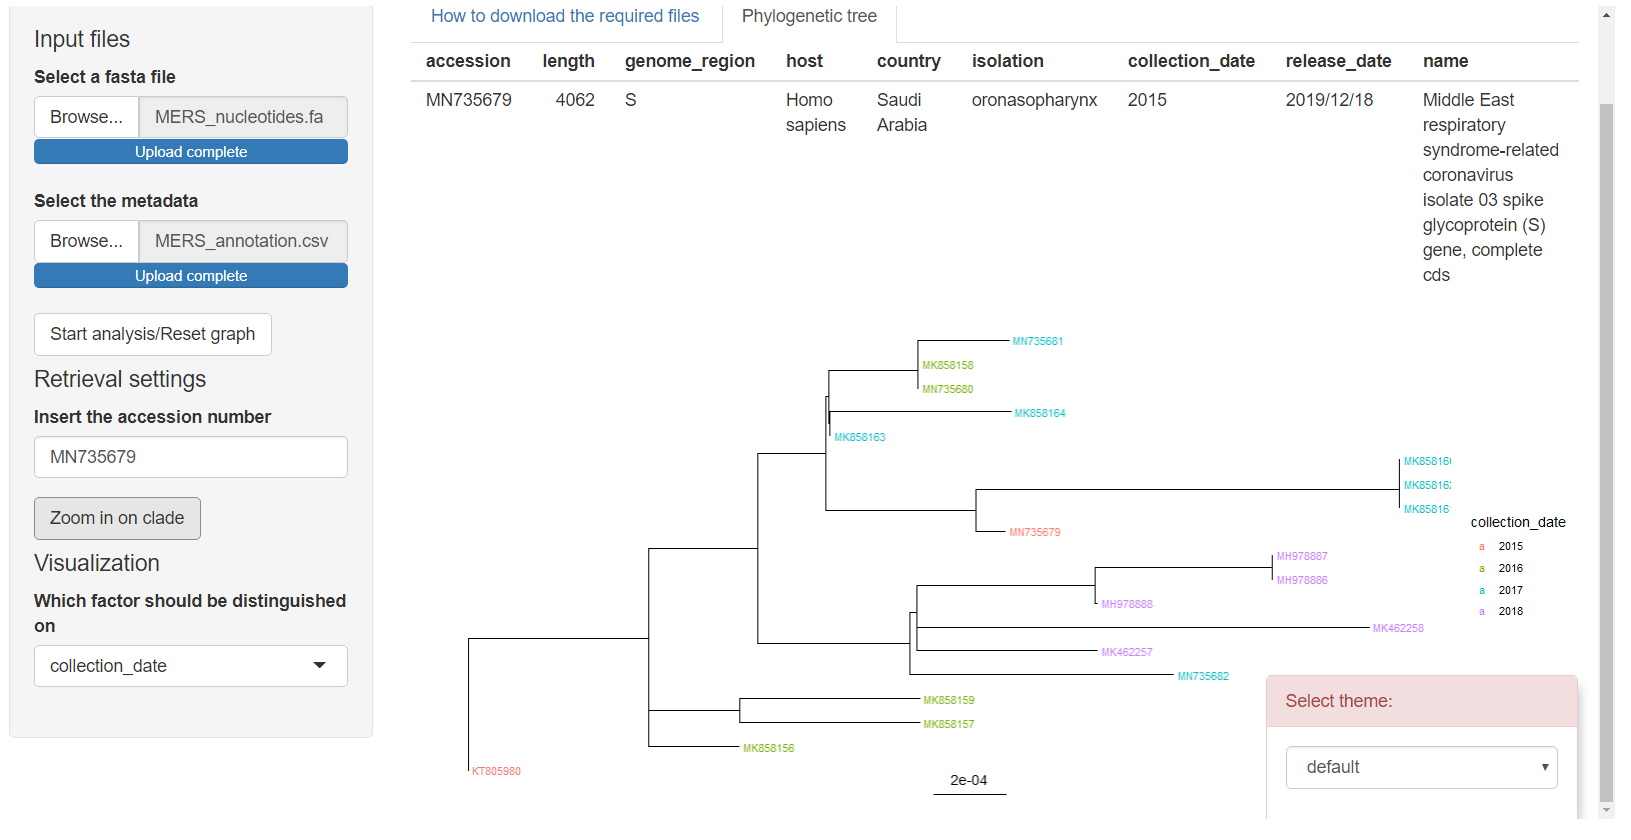 Input files
Select a fasta file
Browse... MERS_nucleotides.fa
Upload complete
Select the metadata
Browse... MERS_annotation.csv
Upload complete
Start analysis/Reset graph
Retrieval settings
Insert the accession number
MN735679
Zoom in on clade
Visualization
Which factor should be distinguished
on
collection_date
How to download the required files Phylogenetic tree
accession length genome_region host country isolation collection_date release_date name
MN735679 4062 S Homo Saudi oronasopharynx 2015 2019/12/18 Middle East
sapiens Arabia respiratory
syndrome-related
coronavirus
isolate 03 spike
glycoprotein (S)
gene, complete
cds
MN735681
MK858158
MN735680
MK858164
MK858163
MK85816
MK85816
MK85816
MN735679
MH978887
MH978886
MH978888
MK462258
MK462257
MN735682
MK858159
MK858157
MK858156
KT805980
2e-04
collection_date
a 2015
a 2016
a 2017
a 2018
Select theme:
default